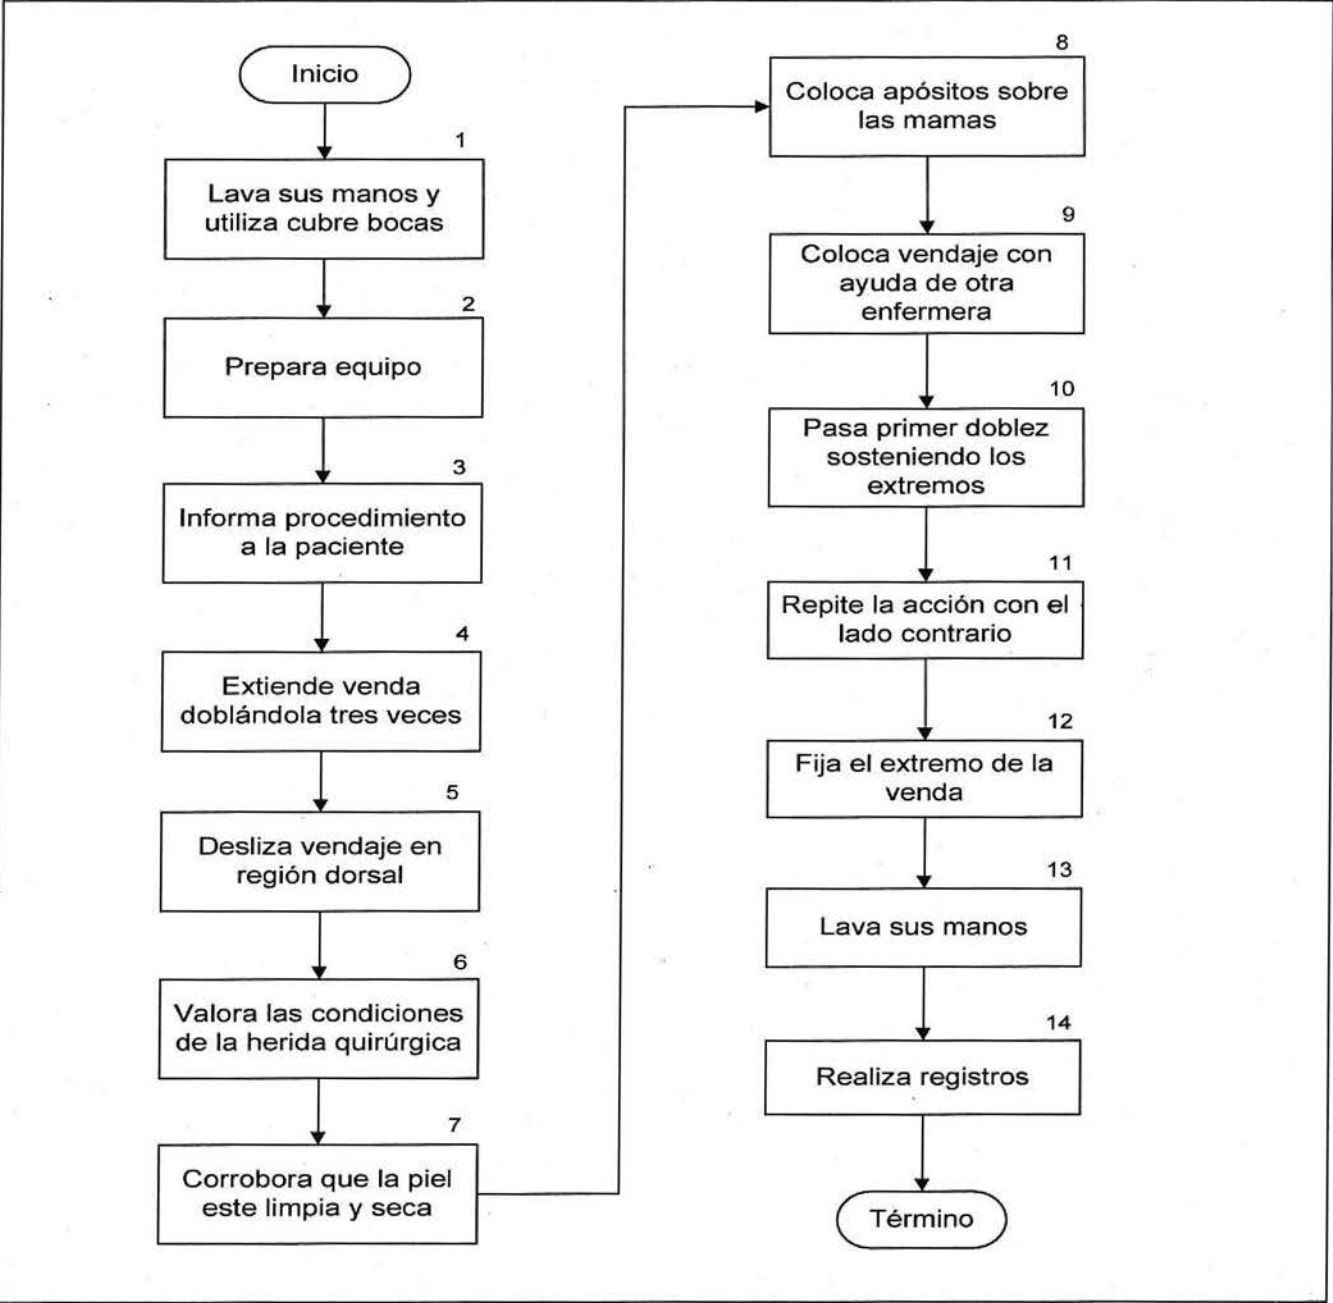 Inicio
1
Lava sus manos y
utiliza cubre bocas
2
Prepara equipo
3
Informa procedimiento
a la paciente
4
Extiende venda
doblándola tres veces
5
Desliza vendaje en
región dorsal
6
Valora las condiciones
de la herida quirúrgica
7
Corrobora que la piel
este limpia y seca
8
Coloca apósitos sobre
las mamas
9
Coloca vendaje con
ayuda de otra
enfermera
10
Pasa primer doblez
sosteniendo los
extremos
11
Repite la acción con el
lado contrario
12
Fija el extremo de la
venda
13
Lava sus manos
14
Realiza registros
Término